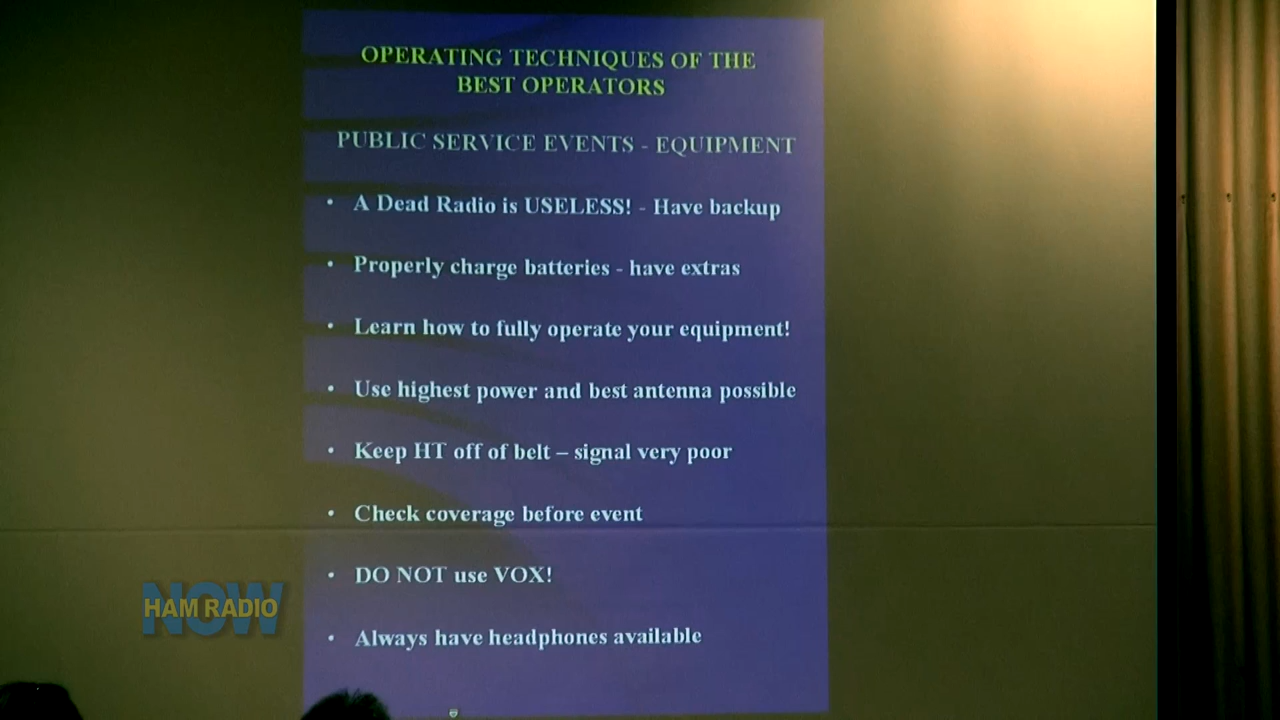 OPERATING TECHNIQUES OF THE
BEST OPERATORS
PUBLIC SERVICE EVENTS - EQUIPMENT
• A Dead Radio is USELESS! - Have backup
• Properly charge batteries - have extras
• Learn how to fully operate your equipment!
• Use highest power and best antenna possible
• Keep HT off of belt – signal very poor
• Check coverage before event
• DO NOT use VOX!
• Always have headphones available
HAM RADIO
NOW